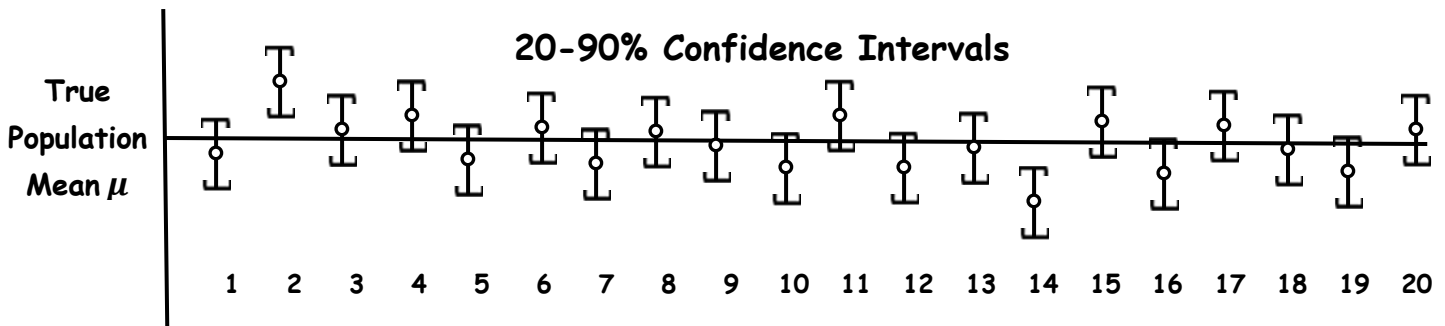 20-90% Confidence Intervals
True
Population
Mean μ
1 2 3 4 5 6 7 8 9 10 11 12 13 14 15 16 17 18 19 20